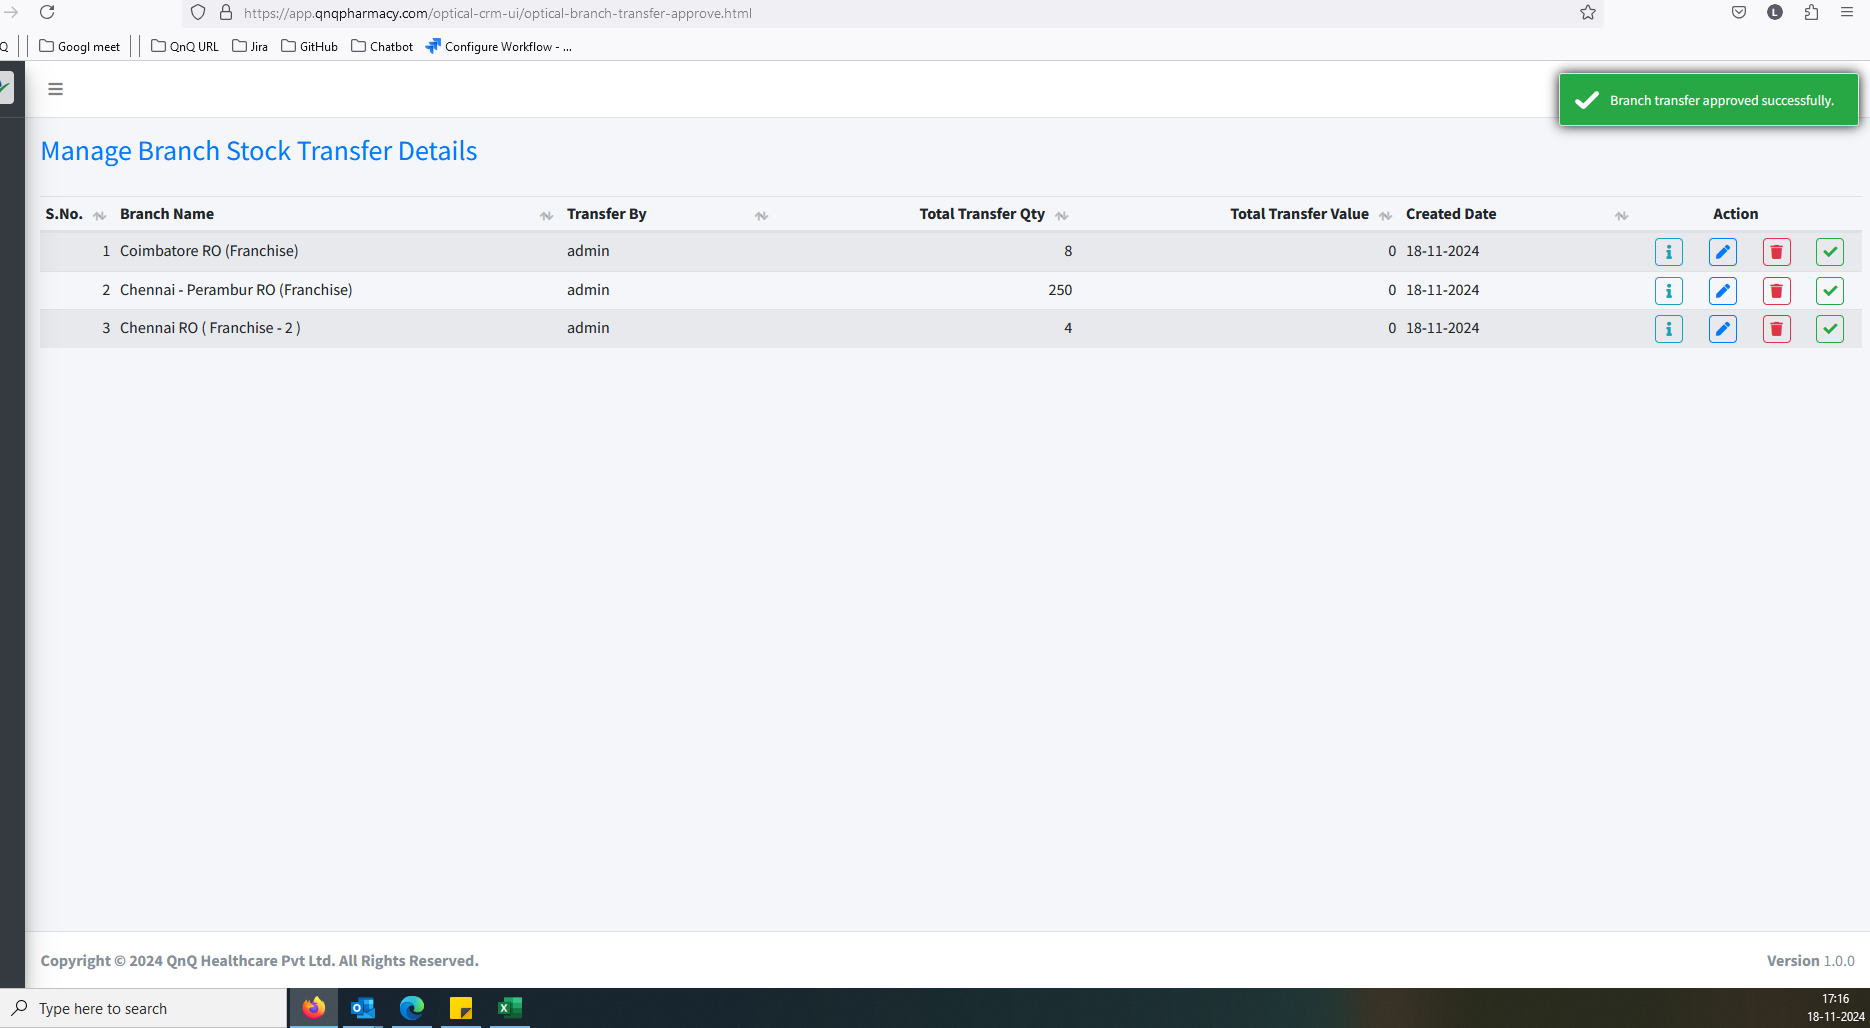 https://app.qnqpharmacy.com/optical-crm-ui/optical-branch-transfer-approve.html
L
Q Googl meet QnQ URL Jira GitHub Chatbot Configure Workflow - ...
Branch transfer approved successfully.
Manage Branch Stock Transfer Details
S.No. Branch Name Transfer By Total Transfer Qty Total Transfer Value Created Date Action
1 Coimbatore RO (Franchise) admin 8 0 18-11-2024
2 Chennai - Perambur RO (Franchise) admin 250 0 18-11-2024
3 Chennai RO ( Franchise - 2 ) admin 4 0 18-11-2024
Copyright © 2024 QnQ Healthcare Pvt Ltd. All Rights Reserved. Version 1.0.0
Type here to search
17:16
18-11-2024